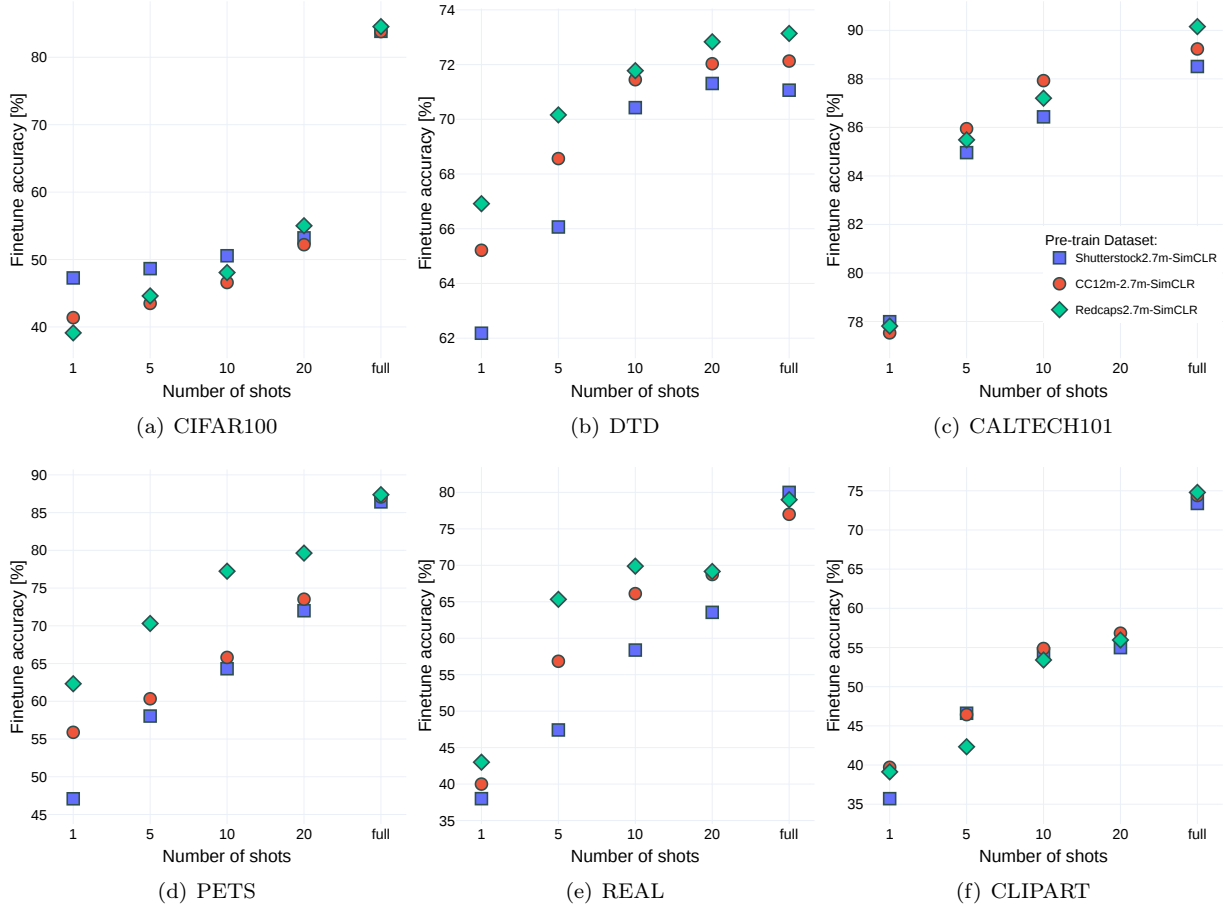 80
70
60
50
40
Finetune accuracy [%]
1 5 10 20 full
Number of shots
(a) CIFAR100
74
72
70
68
66
64
62
Finetune accuracy [%]
1 5 10 20 full
Number of shots
(b) DTD
90
88
86
84
82
80
78
Finetune accuracy [%]
Pre-train Dataset:
Shutterstock2.7m-SimCLR
CC12m-2.7m-SimCLR
Redcaps2.7m-SimCLR
1 5 10 20 full
Number of shots
(c) CALTECH101
90
85
80
75
70
65
60
55
50
45
Finetune accuracy [%]
1 5 10 20 full
Number of shots
(d) PETS
80
75
70
65
60
55
50
45
40
35
Finetune accuracy [%]
1 5 10 20 full
Number of shots
(e) REAL
75
70
65
60
55
50
45
40
35
Finetune accuracy [%]
1 5 10 20 full
Number of shots
(f) CLIPART